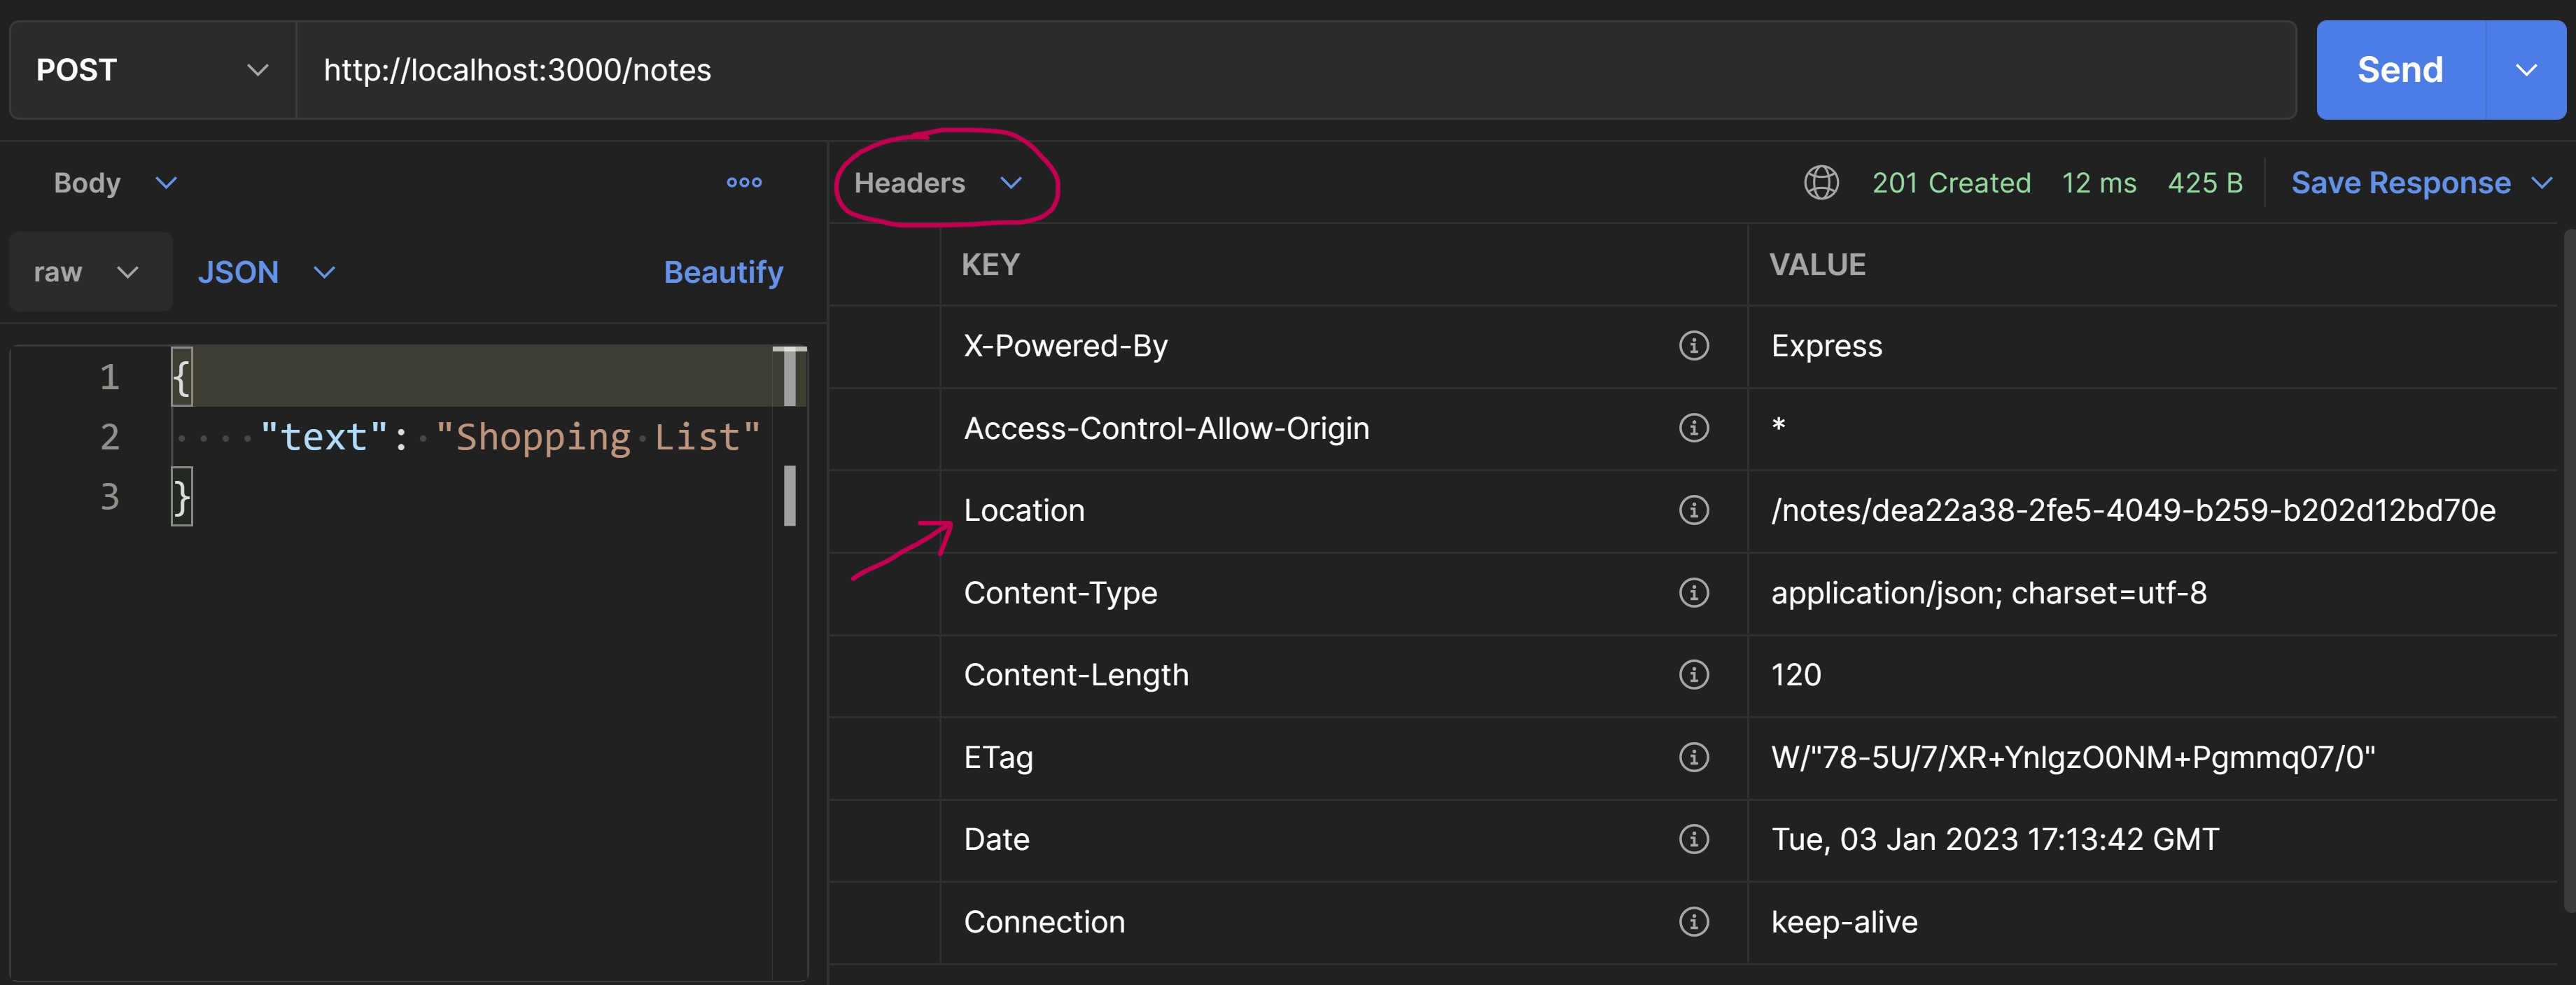 POST http://localhost:3000/notes Send
Body Headers 201 Created 12 ms 425 B Save Response
raw JSON Beautify
1 {
2 "text": "Shopping List"
3 }
KEY VALUE
X-Powered-By Express
Access-Control-Allow-Origin *
Location /notes/dea22a38-2fe5-4049-b259-b202d12bd70e
Content-Type application/json; charset=utf-8
Content-Length 120
ETag W/"78-5U/7/XR+YnlgzO0NM+Pgmmq07/0"
Date Tue, 03 Jan 2023 17:13:42 GMT
Connection keep-alive